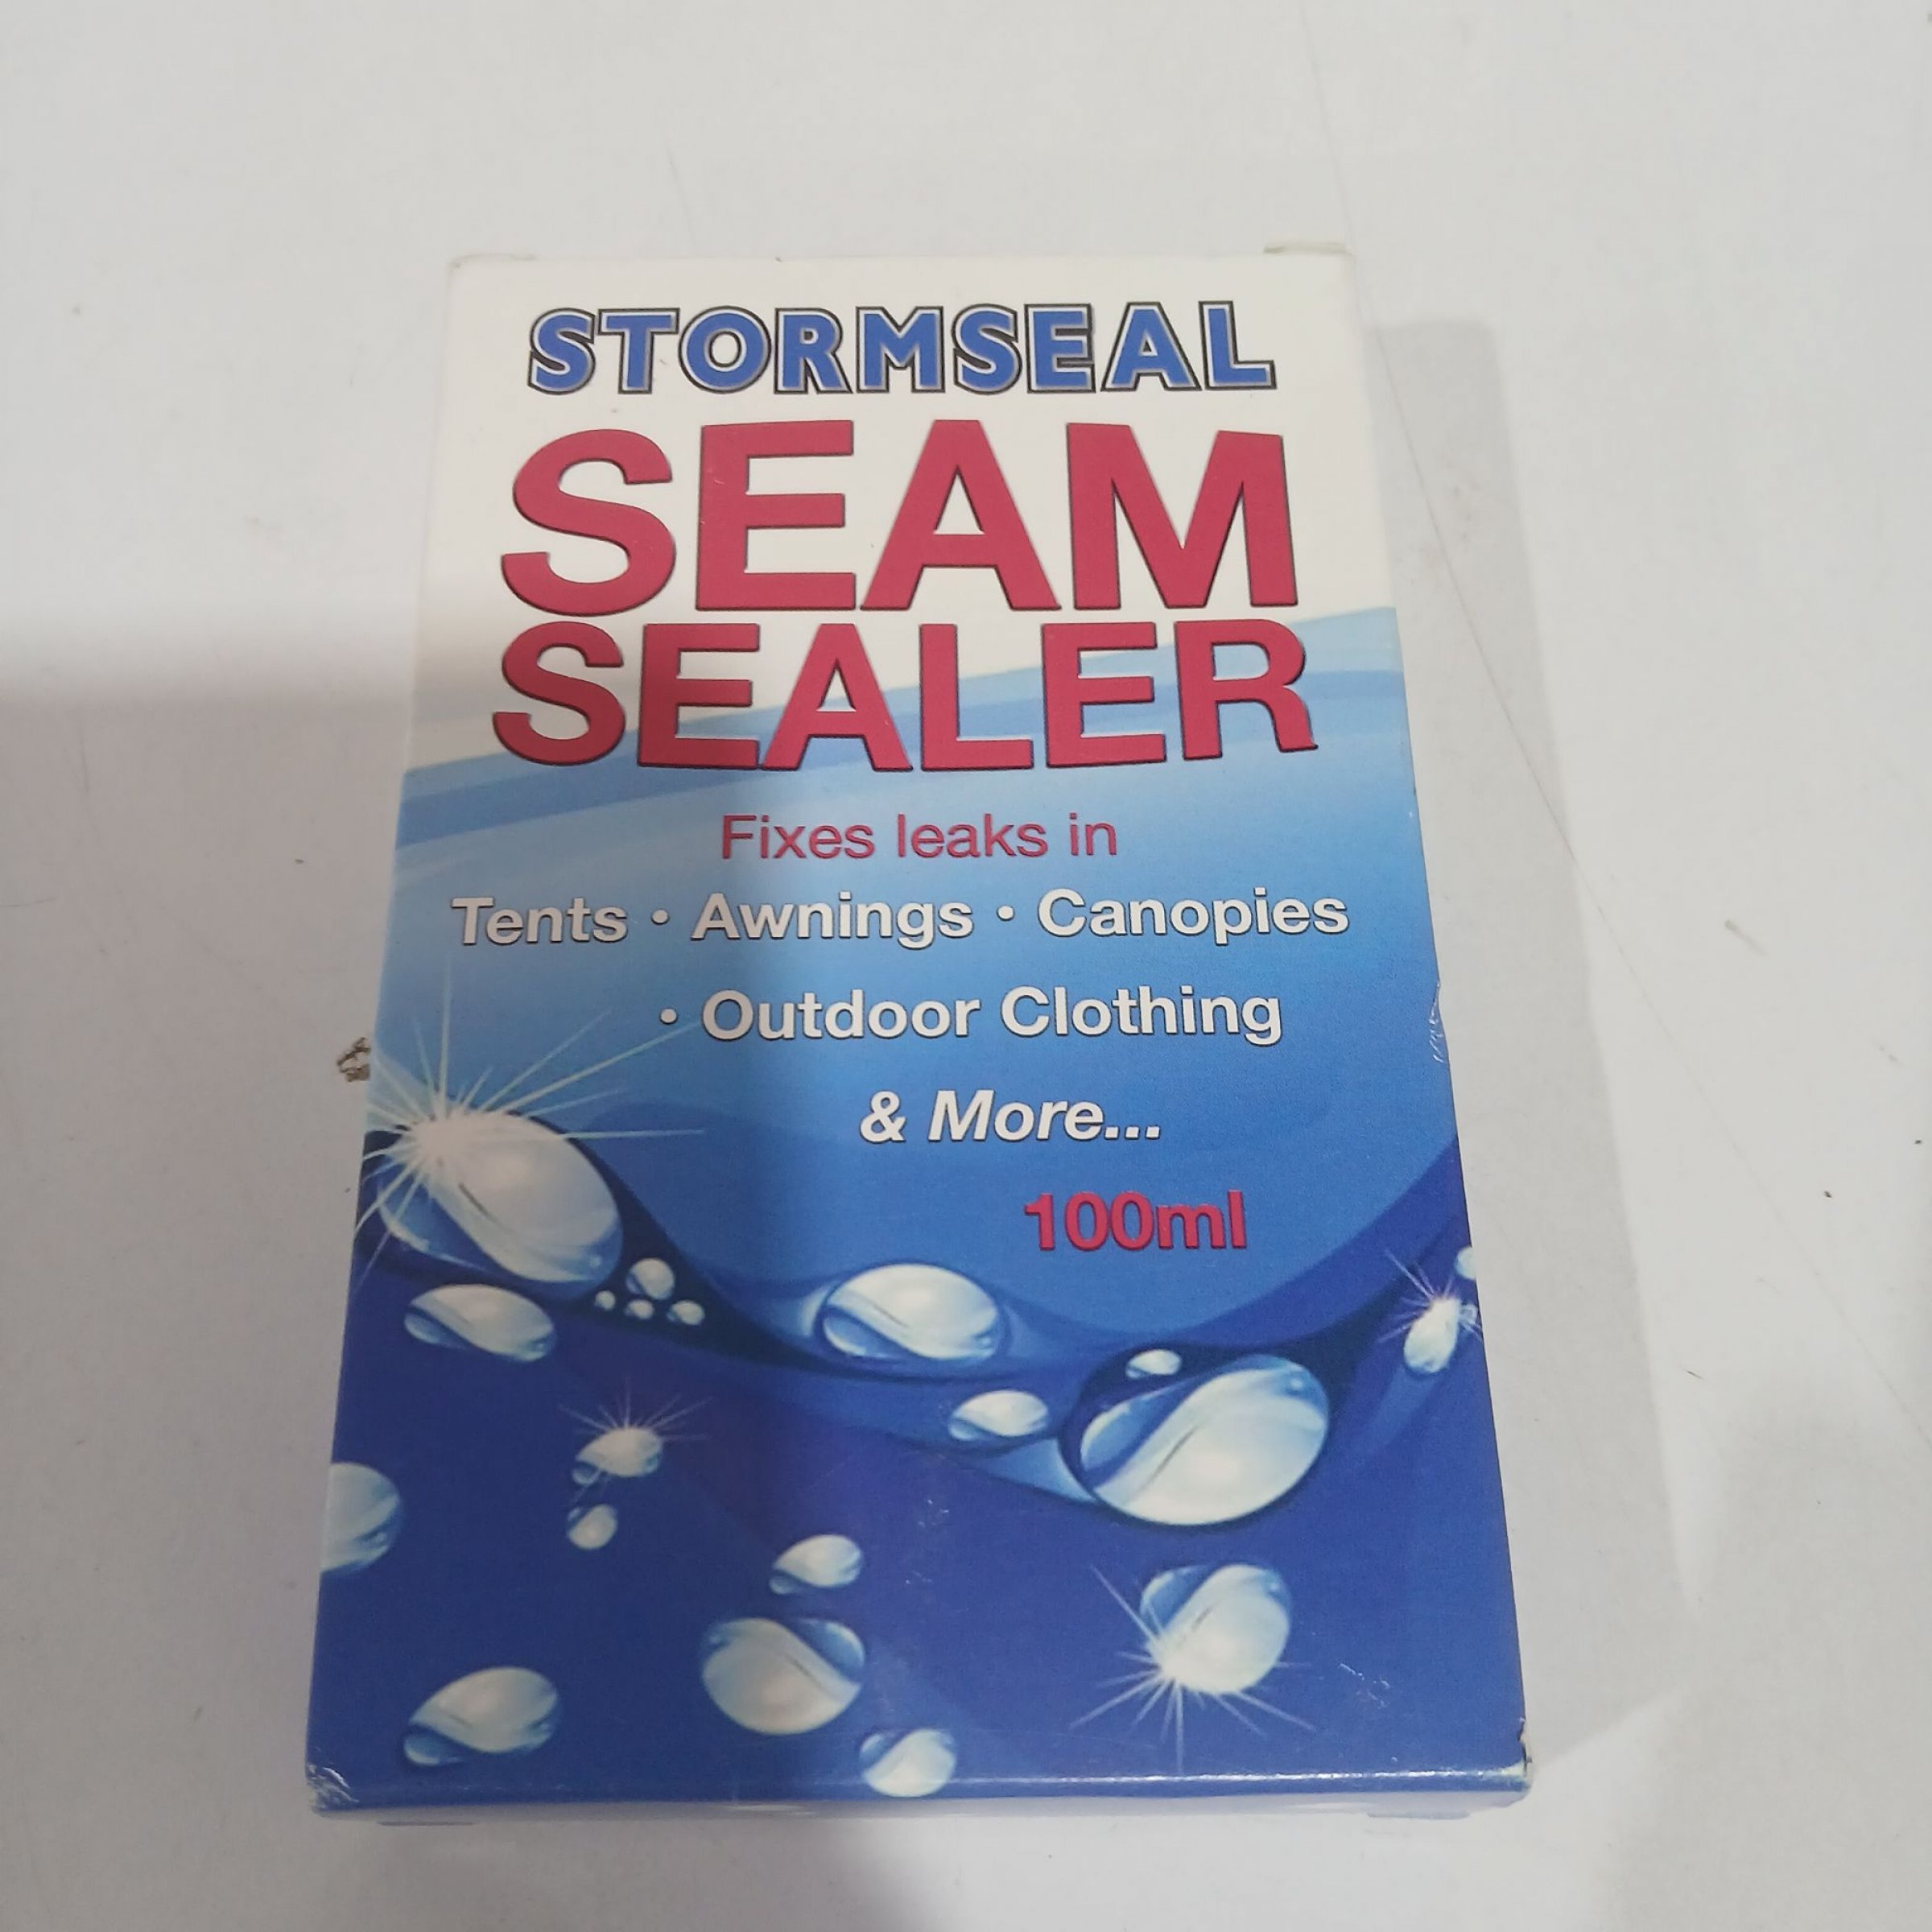 STORMSEAL
SEAM
SEALER
Fixes leaks in
Tents • Awnings • Canopies
• Outdoor Clothing
& More...
100ml